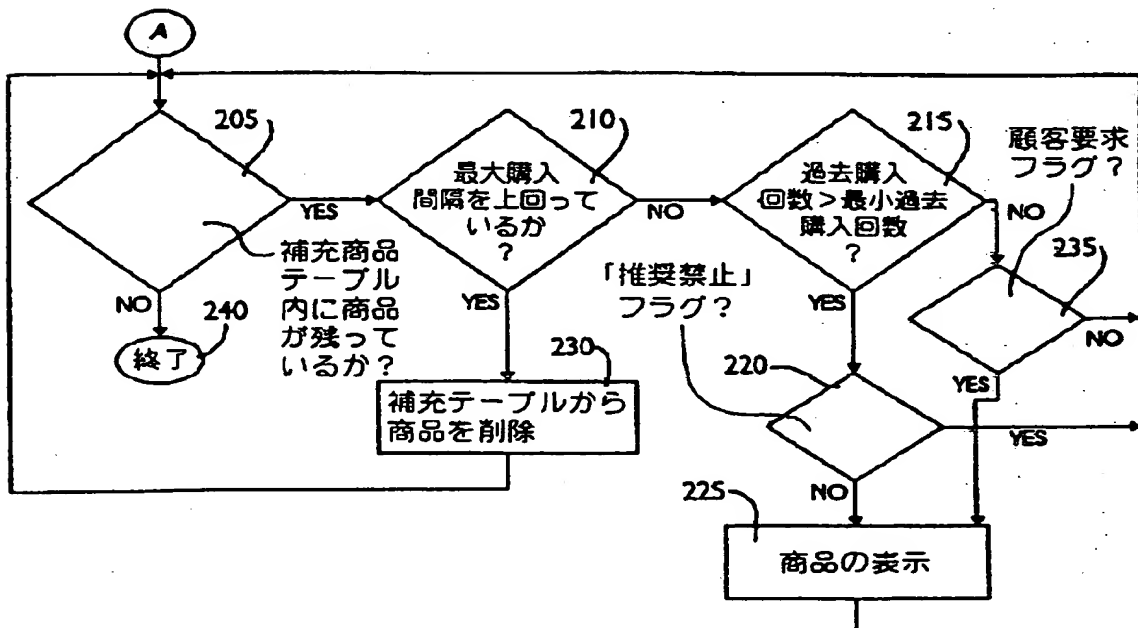 A
205
YES
補充商品
テーブル
内に商品
が残って
いるか?
NO
240
終了
210
最大購入
間隔を上回って
いるか
?
NO
YES
230
補充テーブルから
商品を削除
215
過去購入
回数>最小過去
購入回数
?
NO
YES
顧客要求
フラグ?
235
NO
YES
「推奨禁止」
フラグ?
220
YES
NO
225
商品の表示